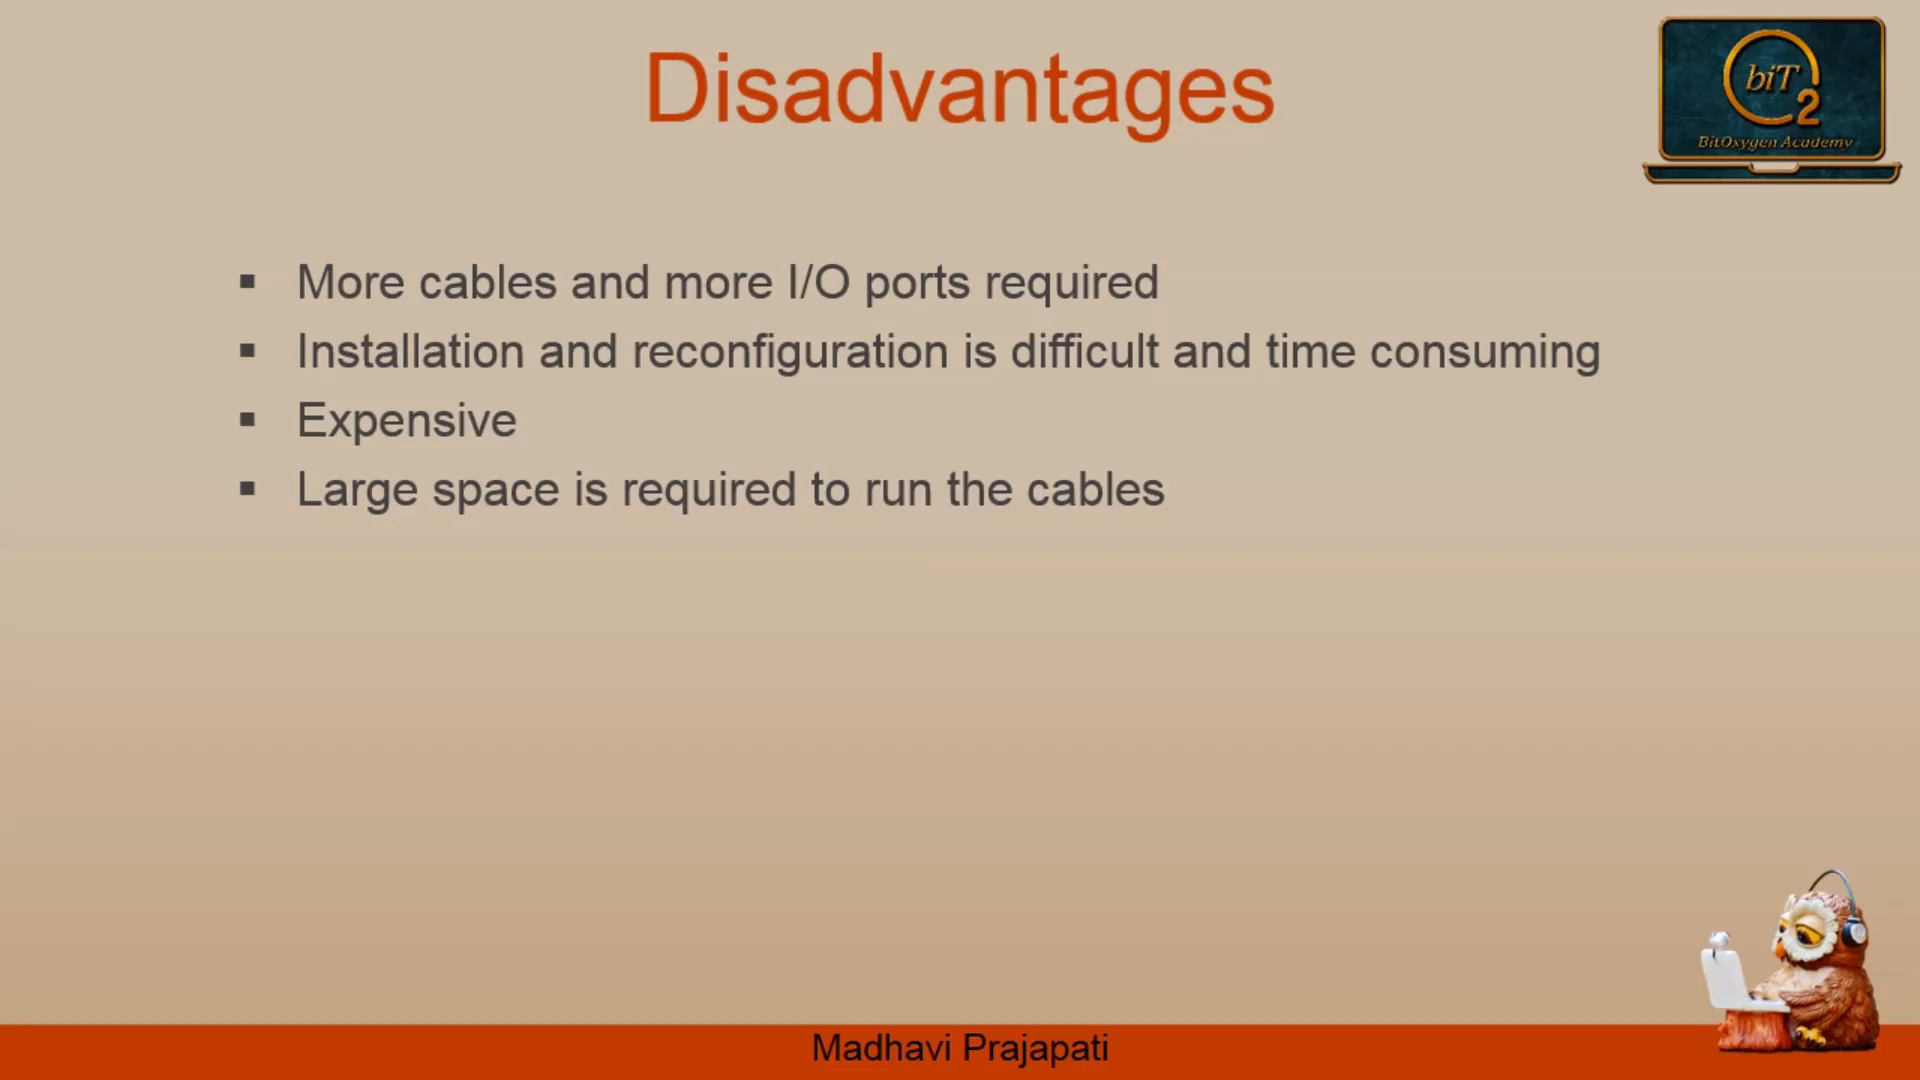 Disadvantages
biT
2
BitOxygen Academy
▪ More cables and more I/O ports required
▪ Installation and reconfiguration is difficult and time consuming
▪ Expensive
▪ Large space is required to run the cables
Madhavi Prajapati